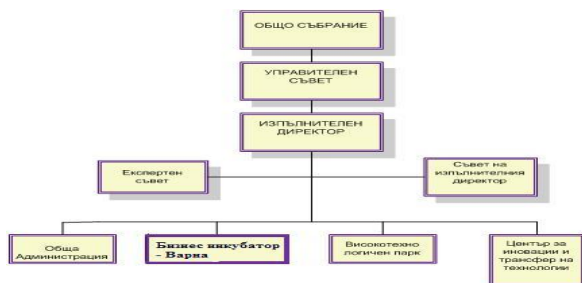 ОБЩО СЪБРАНИЕ
УПРАВИТЕЛЕН
СЪВЕТ
ИЗПЪЛНИТЕЛЕН
ДИРЕКТОР
Експертен
съвет
Съвет на
изпълнителния
директор
Обща
Администрация
Бизнес инкубатор
- Варна
Високотехно
логичен парк
Център за
иновации и
трансфер на
технологии